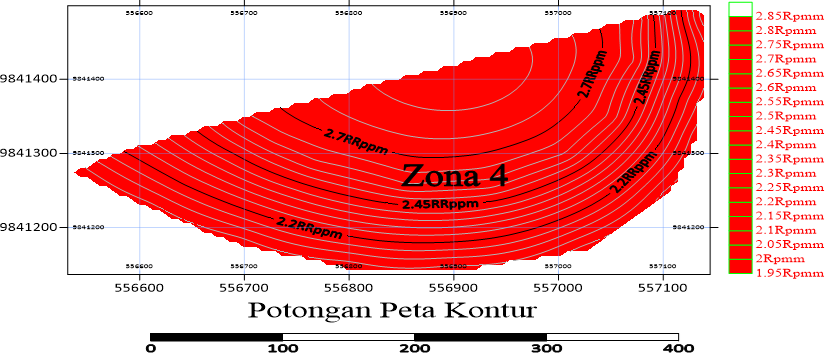 556600 556700 556800 556900 557000 557100
2.85Rpmm
2.8Rpmm
2.75Rpmm
2.7Rpmm
2.65Rpmm
2.6Rpmm
2.55Rpmm
2.5Rpmm
2.45Rpmm
2.4Rpmm
2.35Rpmm
2.3Rpmm
2.25Rpmm
2.2Rpmm
2.15Rpmm
2.1Rpmm
2.05Rpmm
2Rpmm
1.95Rpmm
9841400 9841400 9841400
9841300 9841300 9841300
9841200 9841200 9841200
2.7RRppm
2.45RRppm
2.7RRppm
2.2RRppm
Zona 4
2.45RRppm
2.2RRppm
556600 556700 556800 556900 557000 557100
556600 556700 556800 556900 557000 557100
Potongan Peta Kontur
0 100 200 300 400